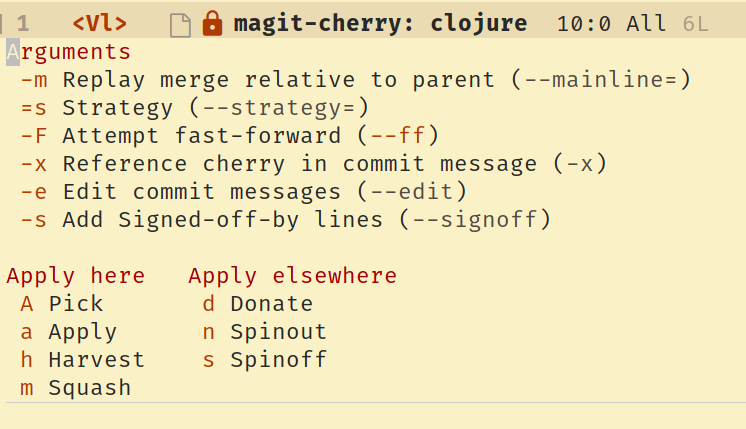 1 <Vl> magit-cherry: clojure 10:0 All 6L
Arguments
-m Replay merge relative to parent (--mainline=)
=s Strategy (--strategy=)
-F Attempt fast-forward (--ff)
-x Reference cherry in commit message (-x)
-e Edit commit messages (--edit)
-s Add Signed-off-by lines (--signoff)
Apply here Apply elsewhere
A Pick d Donate
a Apply n Spinout
h Harvest s Spinoff
m Squash